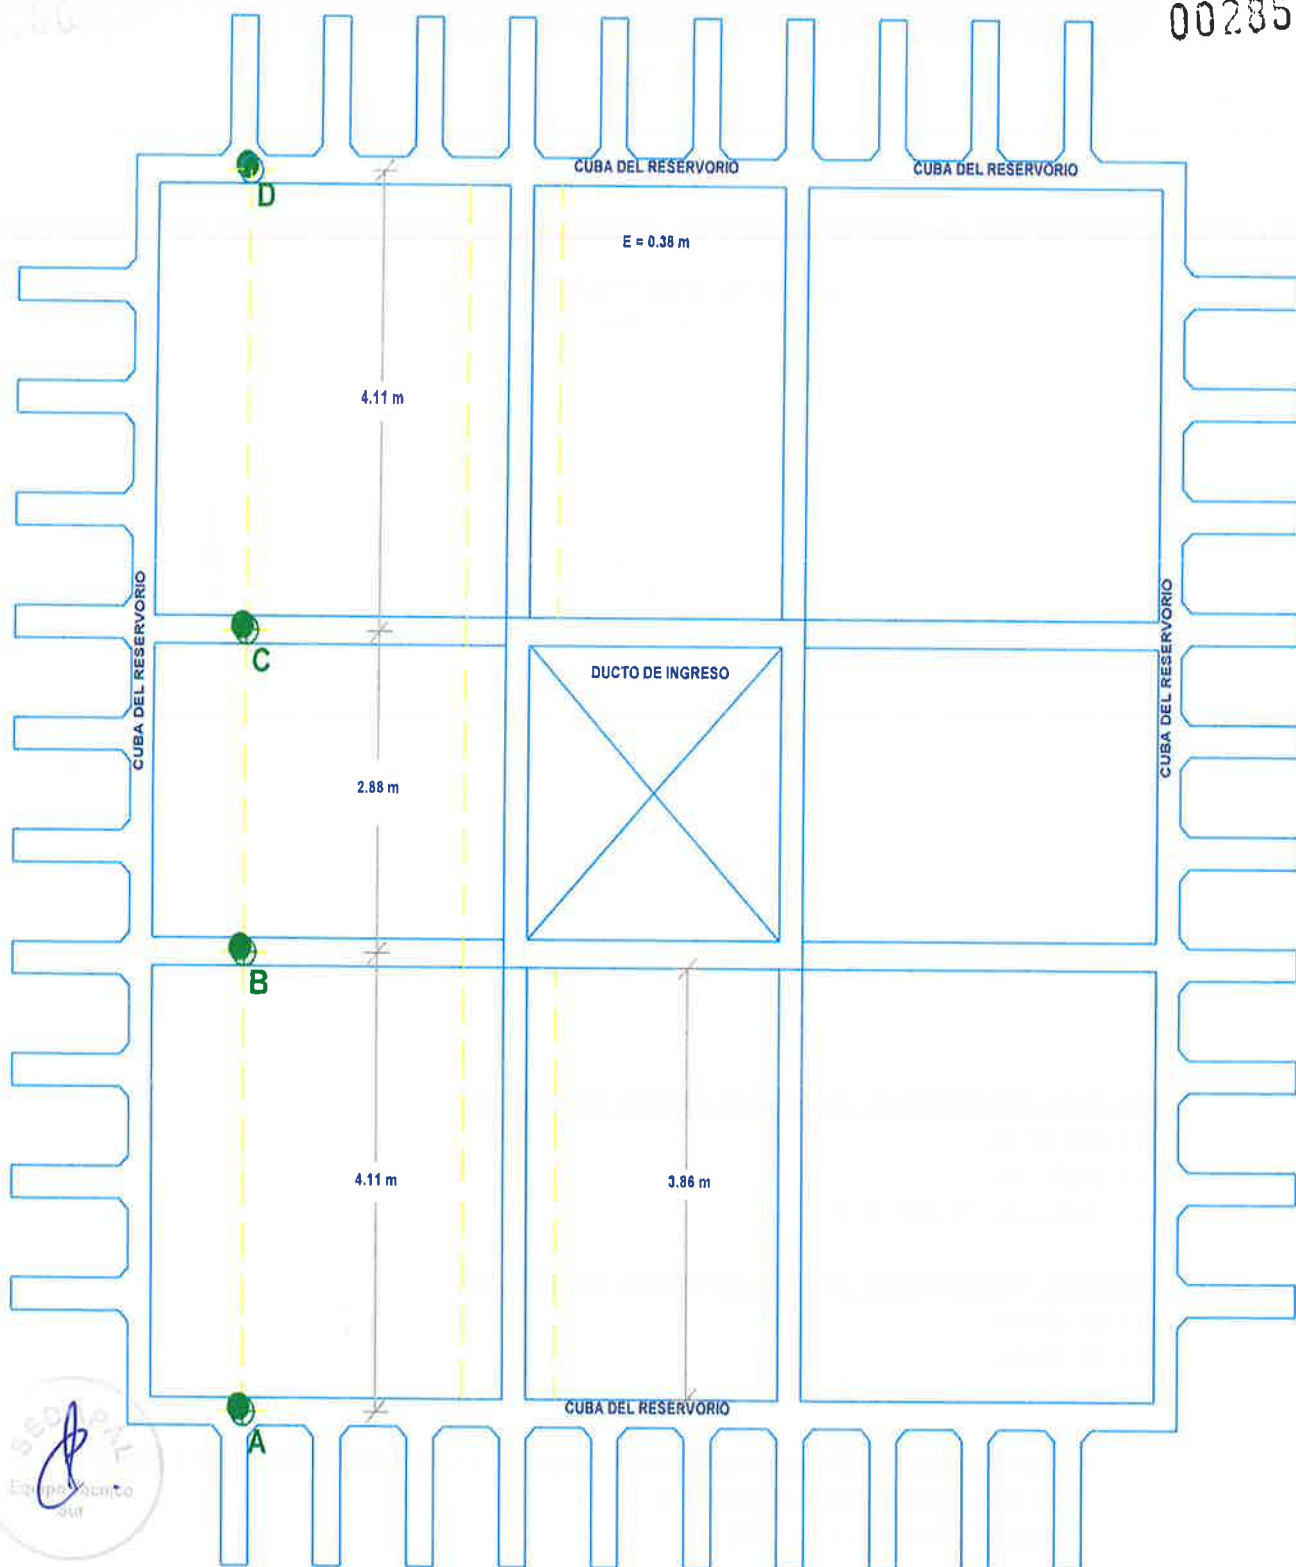 00285
CUBA DEL RESERVORIO
CUBA DEL RESERVORIO
D
E = 0.38 m
4.11 m
CUBA DEL RESERVORIO
CUBA DEL RESERVORIO
C
DUCTO DE INGRESO
2.88 m
B
4.11 m
3.86 m
CUBA DEL RESERVORIO
A
SEDAPAL
Equipo Técnico
Sur